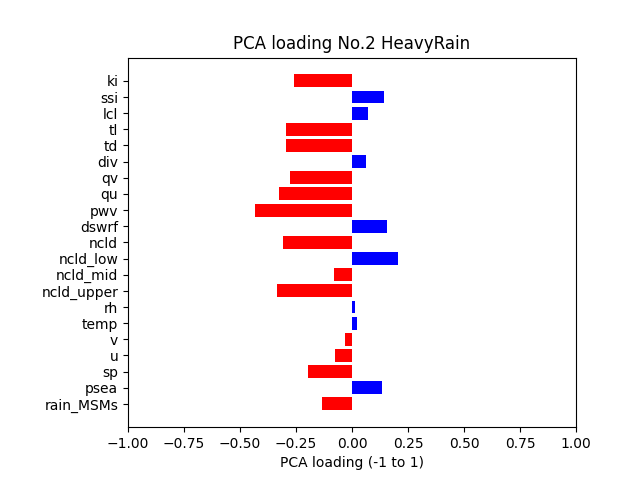 PCA loading No.2 HeavyRain
ki
ssi
lcl
tl
td
div
qv
qu
pwv
dswrf
ncld
ncld_low
ncld_mid
ncld_upper
rh
temp
v
u
sp
psea
rain_MSMs
−1.00 −0.75 −0.50 −0.25 0.00 0.25 0.50 0.75 1.00
PCA loading (-1 to 1)